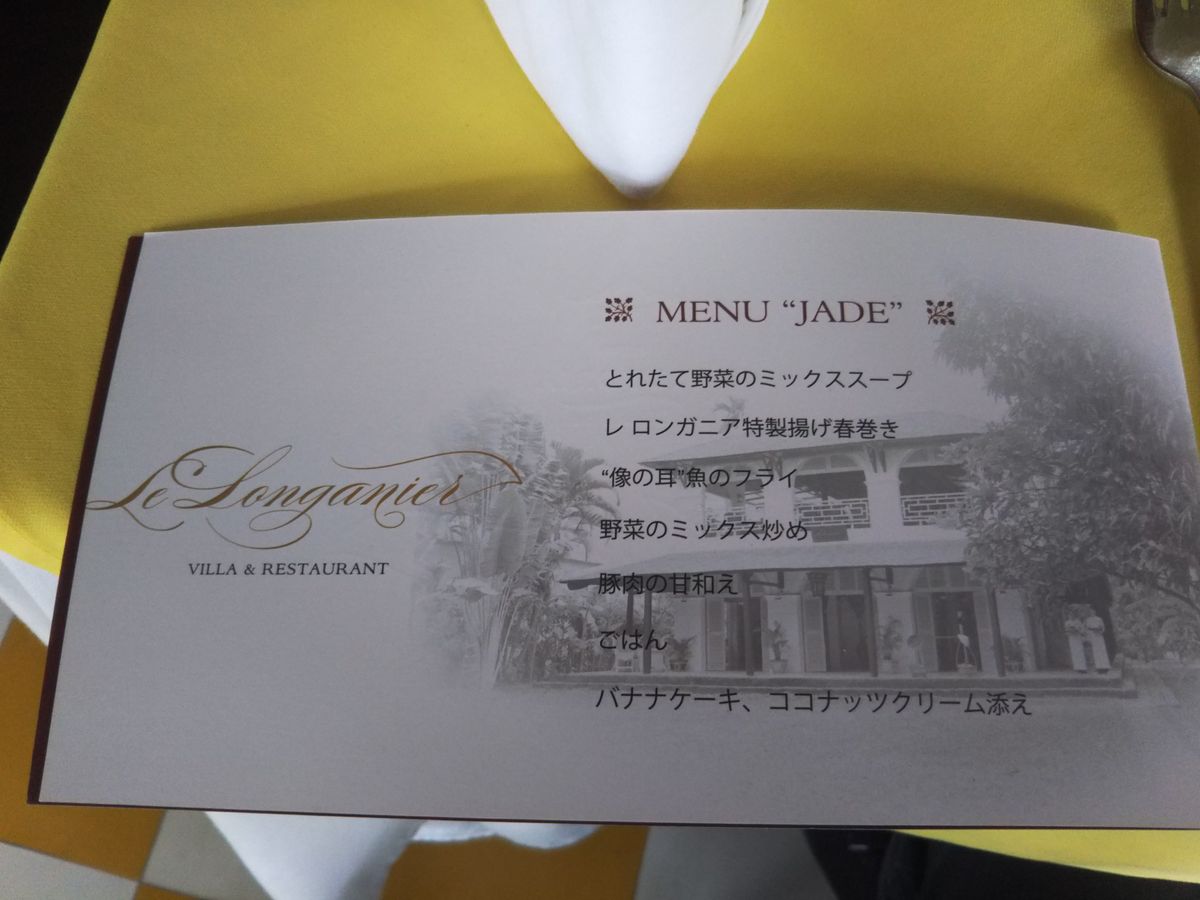 Le Longanier
VILLA & RESTAURANT
MENU “JADE”
とれたて野菜のミックススープ
レ ロンガニア特製揚げ春巻き
“像の耳”魚のフライ
野菜のミックス炒め
豚肉の甘和え
ごはん
バナナケーキ、ココナッツクリーム添え